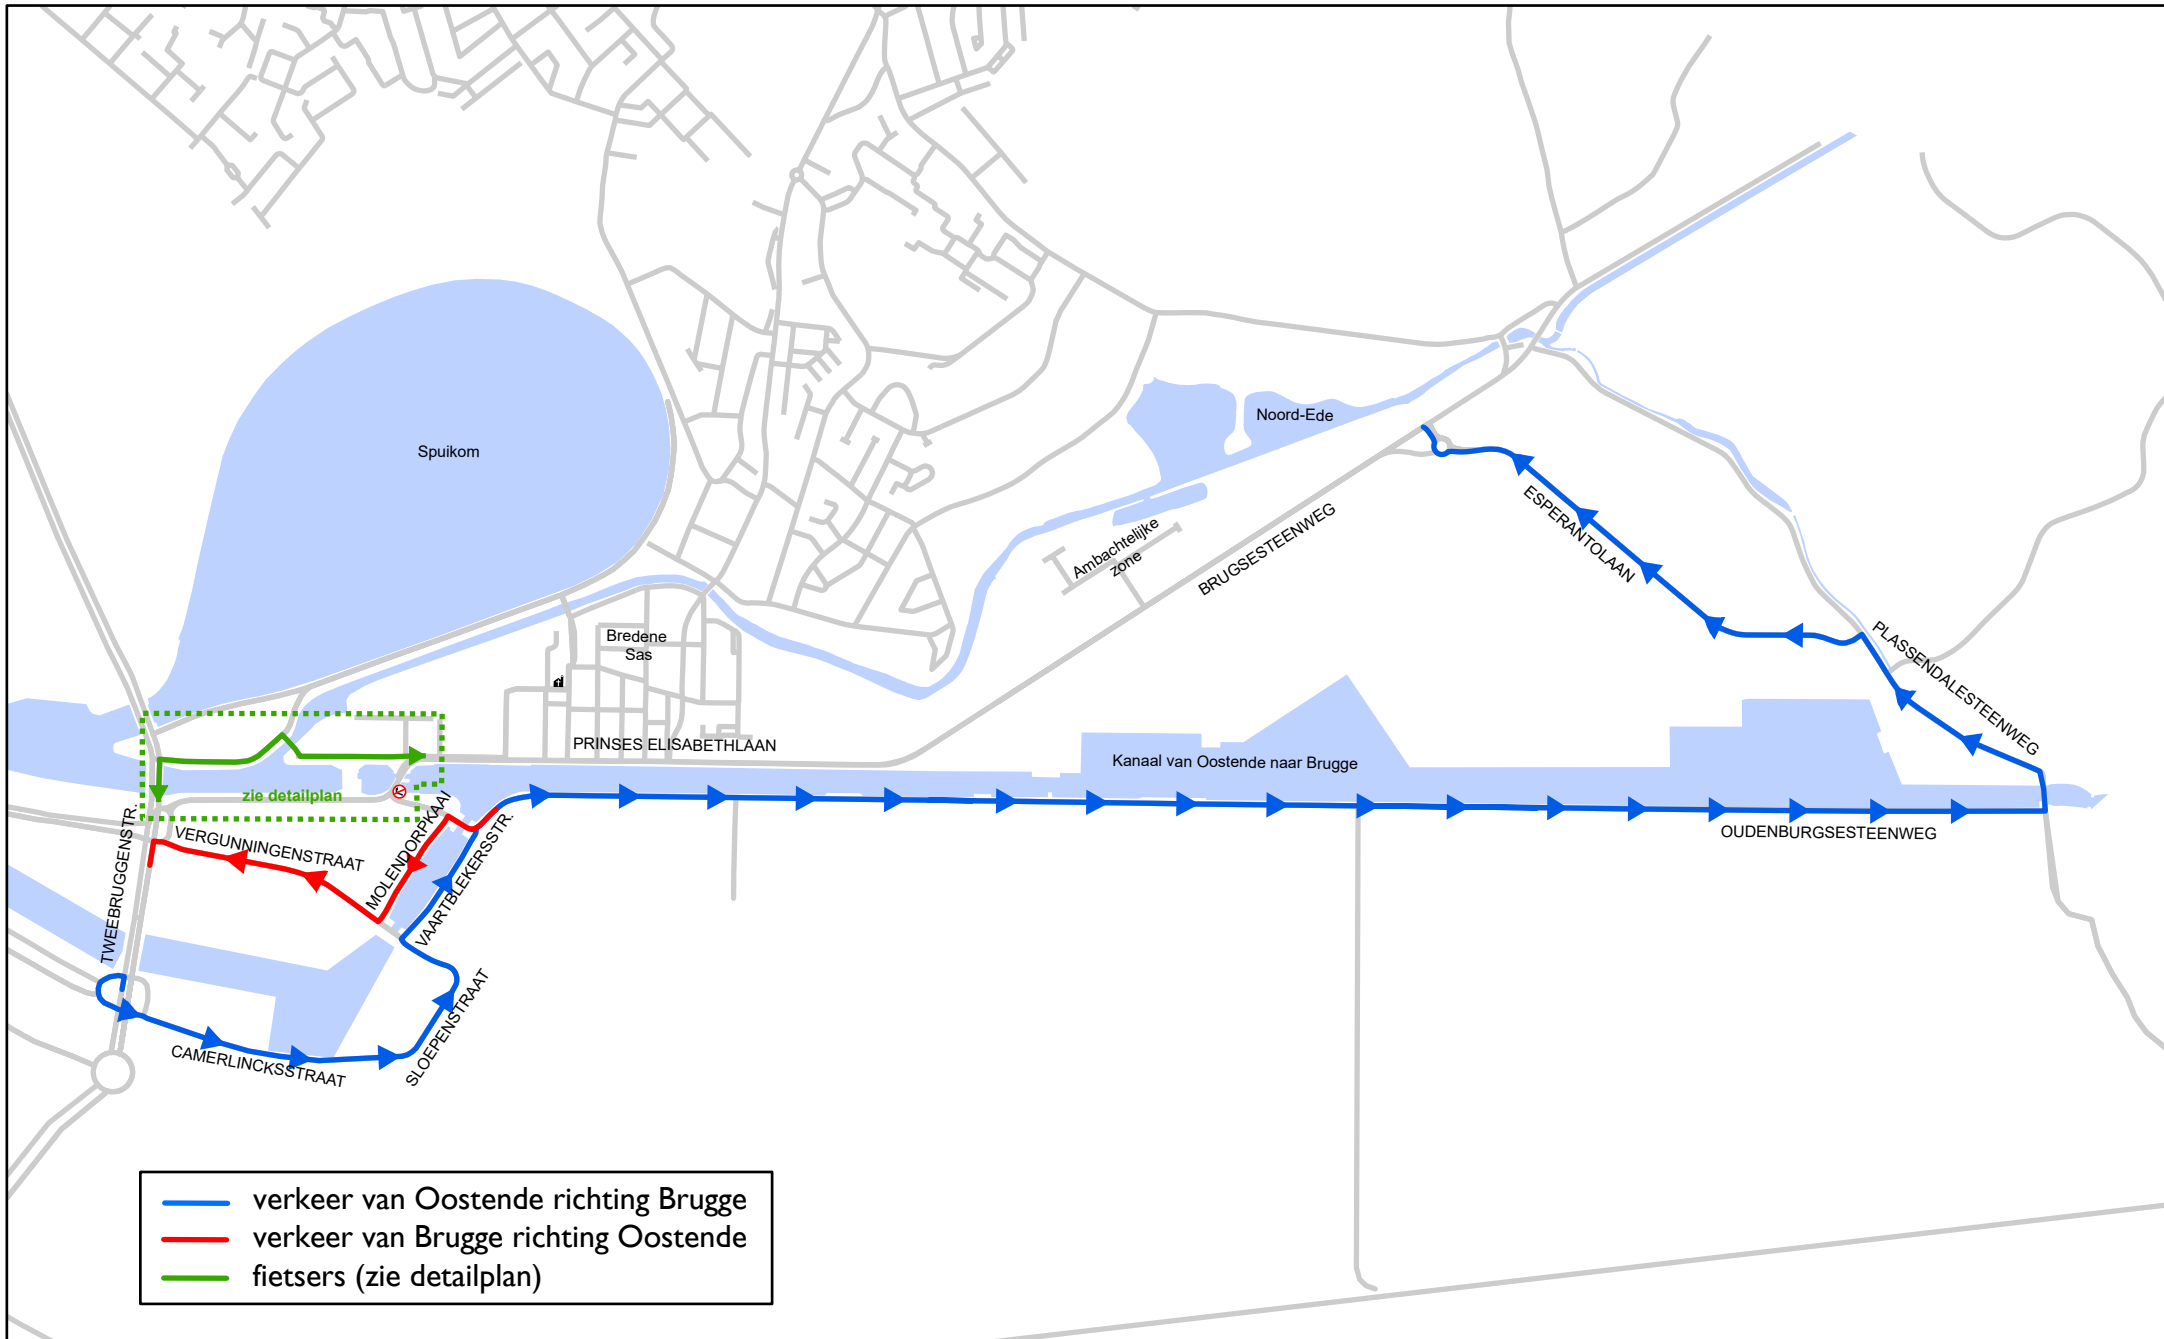 Spuikom
Noord-Ede
Ambachtelijke
zone
BRUGSESTEENWEG
ESPERANTOLAAN
PLASSENDALESTEENWEG
Bredene
Sas
PRINSES ELISABETHLAAN
Kanaal van Oostende naar Brugge
OUDENBURGSESTEENWEG
zie detailplan
TWEEBRUGGENSTR.
VERGUNNINGENSTRAAT
MOLENDORPKAAI
VAARTBLEKERSSTR.
SLOEPENSTRAAT
CAMERLINCKSSTRAAT
verkeer van Oostende richting Brugge
verkeer van Brugge richting Oostende
fietsers (zie detailplan)